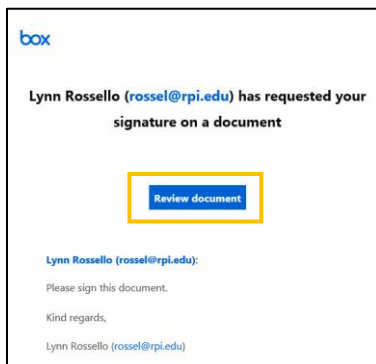 box
Lynn Rossello (rossel@rpi.edu) has requested your
signature on a document
Review document
Lynn Rossello (rossel@rpi.edu):
Please sign this document.
Kind regards,
Lynn Rossello (rossel@rpi.edu)